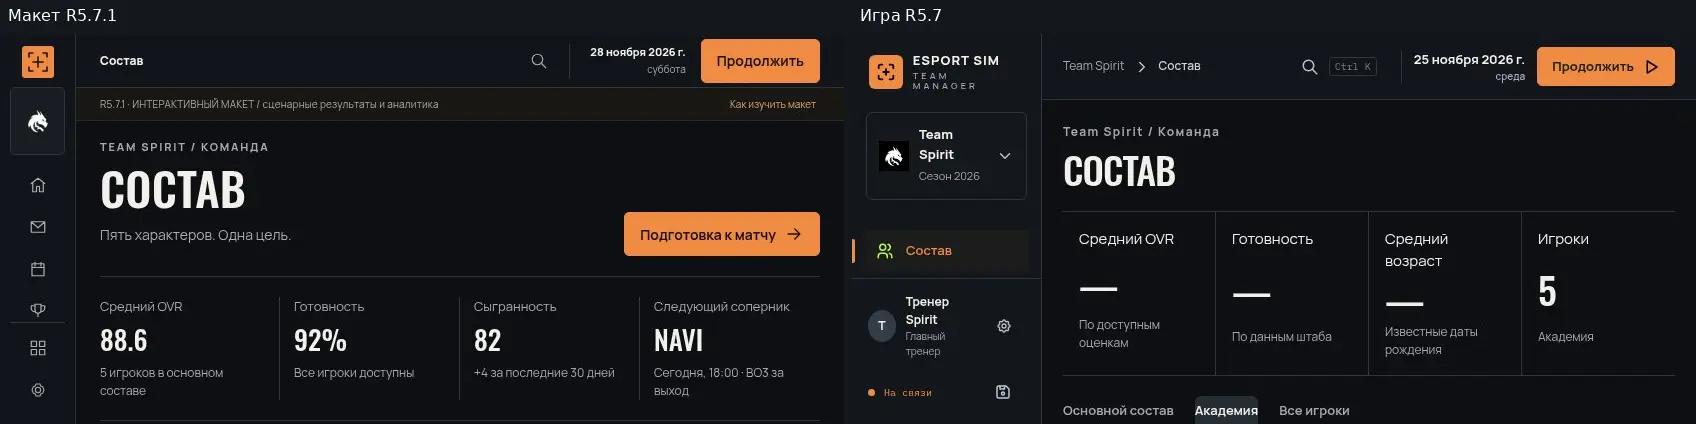 Макет R5.7.1
Состав
28 ноября 2026 г.
суббота
Продолжить
R5.7.1 · ИНТЕРАКТИВНЫЙ МАКЕТ / сценарные результаты и аналитика
Как изучить макет
TEAM SPIRIT / КОМАНДА
СОСТАВ
Пять характеров. Одна цель.
Подготовка к матчу
Средний OVR
88.6
5 игроков в основном
составе
Готовность
92%
Все игроки доступны
Сыгранность
82
+4 за последние 30 дней
Следующий соперник
NAVI
Сегодня, 18:00 · BO3 за
выход
Игра R5.7
ESPORT SIM
TEAM
MANAGER
Team
Spirit
Сезон 2026
Состав
Тренер
Spirit
Главный
тренер
T
На связи
Team Spirit
Состав
Ctrl K
25 ноября 2026 г.
среда
Продолжить
Team Spirit / Команда
СОСТАВ
Средний OVR
—
По доступным
оценкам
Готовность
—
По данным штаба
Средний
возраст
—
Известные даты
рождения
Игроки
5
Академия
Основной состав
Академия
Все игроки